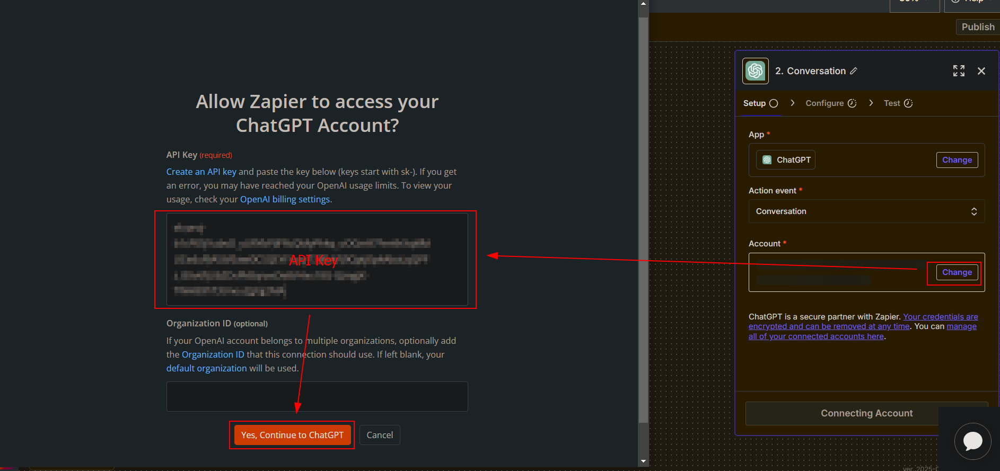 Allow Zapier to access your
ChatGPT Account?
API Key (required)
Create an API key and paste the key below (keys start with sk-). If you get
an error, you may have reached your OpenAI usage limits. To view your
usage, check your OpenAI billing settings.
API Key
Organization ID (optional)
If your OpenAI account belongs to multiple organizations, optionally add
the Organization ID that this connection should use. If left blank, your
default organization will be used.
Yes, Continue to ChatGPT
Cancel
Help
Publish
2. Conversation
Setup
Configure
Test
App *
ChatGPT
Change
Action event *
Conversation
Account *
Change
ChatGPT is a secure partner with Zapier. Your credentials are
encrypted and can be removed at any time. You can manage
all of your connected accounts here.
Connecting Account